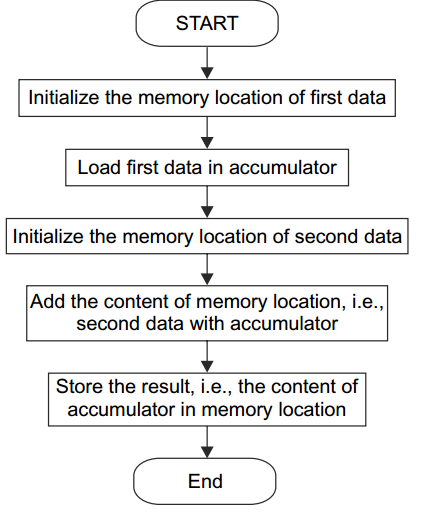 START
Initialize the memory location of first data
Load first data in accumulator
Initialize the memory location of second data
Add the content of memory location, i.e.,
second data with accumulator
Store the result, i.e., the content of
accumulator in memory location
End